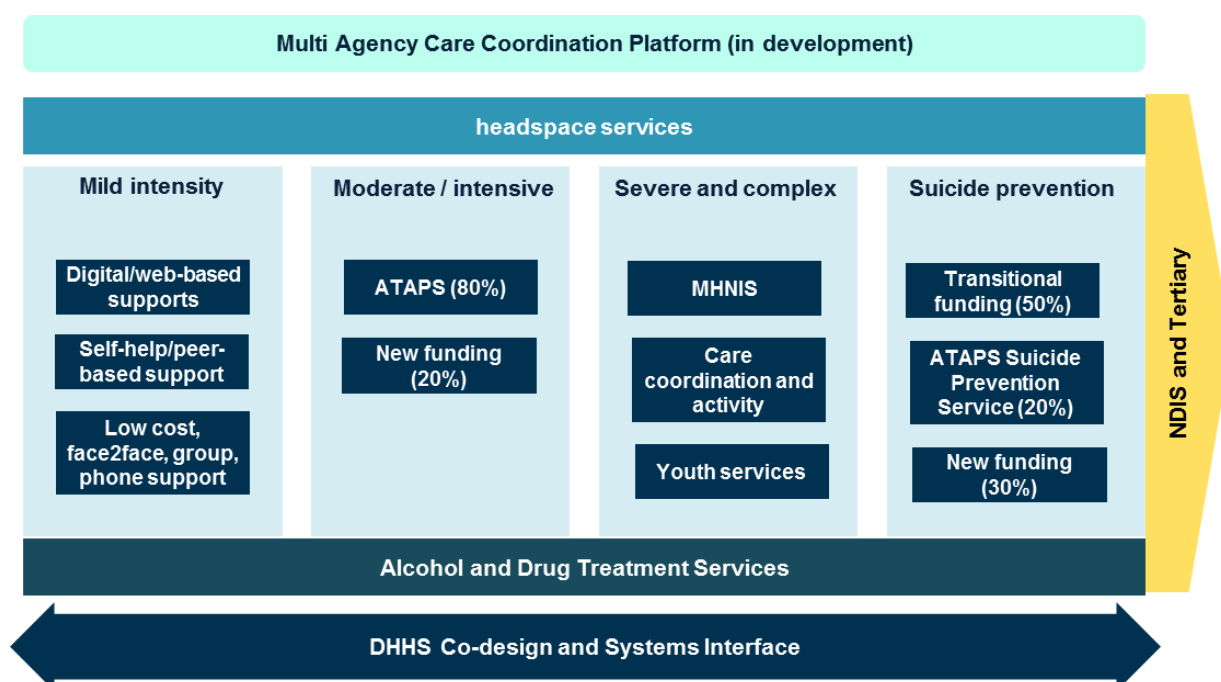 Multi Agency Care Coordination Platform (in development)
headspace services
Mild intensity
Digital/web-based
supports
Self-help/peer-
based support
Low cost,
face2face, group,
phone support
Moderate / intensive
ATAPS (80%)
New funding
(20%)
Severe and complex
MHNIS
Care
coordination and
activity
Youth services
Suicide prevention
Transitional
funding (50%)
ATAPS Suicide
Prevention
Service (20%)
New funding
(30%)
NDIS and Tertiary
Alcohol and Drug Treatment Services
DHHS Co-design and Systems Interface